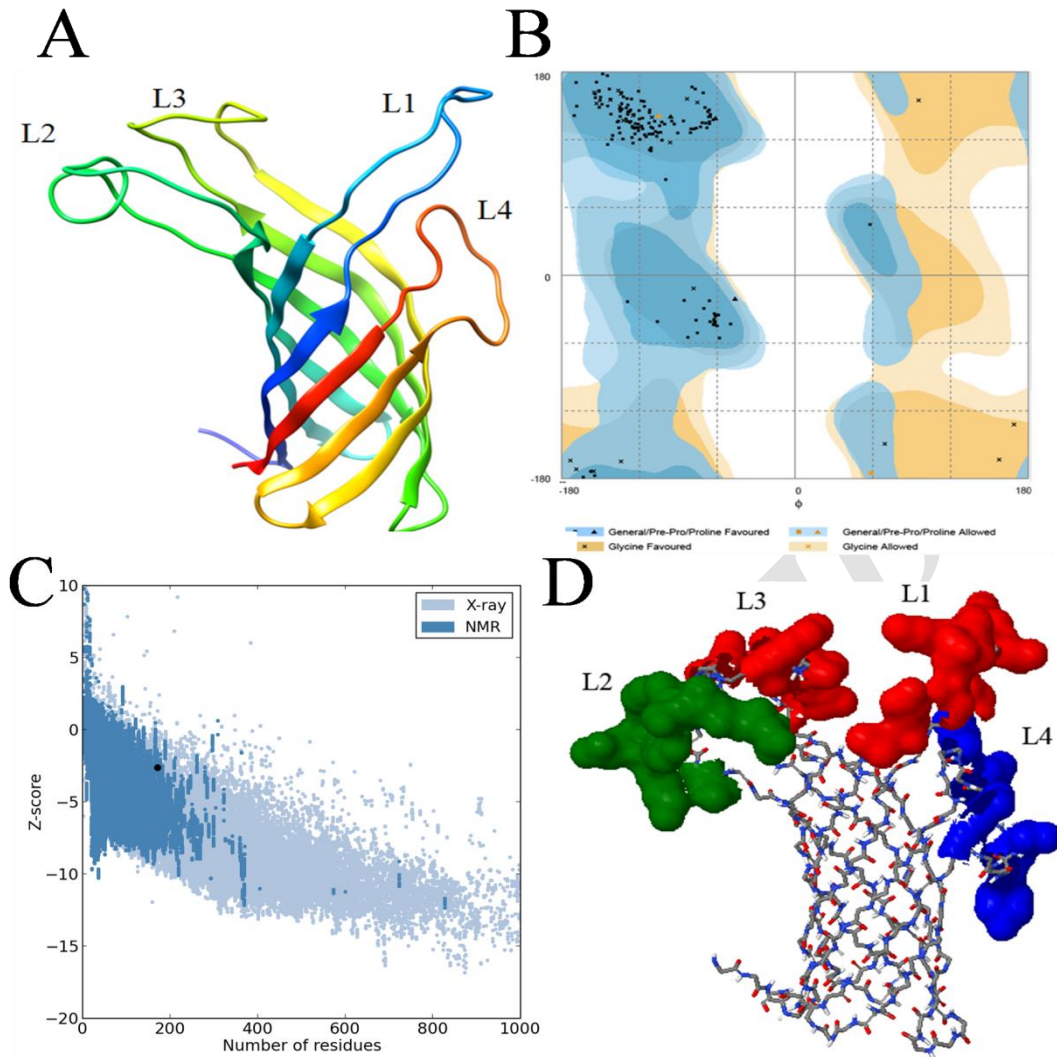 A
L3
L1
L2
L4
B
180
0
-180
-180
0
180
ϕ
General/Pre-Pro/Proline Favoured
General/Pre-Pro/Proline Allowed
Glycine Favoured
Glycine Allowed
C
10
5
0
-5
-10
-15
-20
0
200
400
600
800
1000
Z-score
Number of residues
X-ray
NMR
D
L3
L1
L2
L4